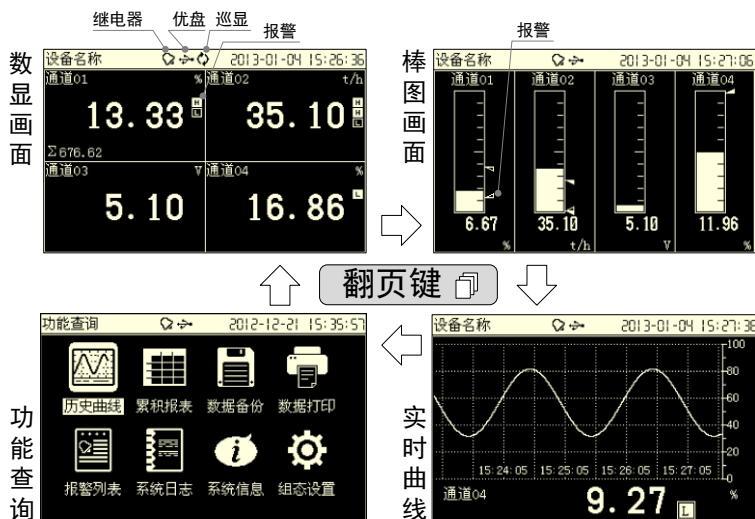 继电器 优盘 巡显 报警
数显画面
设备名称 2013-01-04 15:26:36
通道01 % 通道02 t/h
13.33 H H L 35.10 H H L
Σ676.62
通道03 V 通道04 %
5.10 16.86 L
报警
棒图画面
设备名称 2013-01-04 15:27:06
通道01 通道02 通道03 通道04
6.67 35.10 5.10 11.96
% t/h V %
翻页键
功能查询
功能查询 2012-12-21 15:35:57
历史曲线 累积报表 数据备份 数据打印
报警列表 系统日志 系统信息 组态设置
实时曲线
设备名称 2013-01-04 15:27:36
100
80
60
40
20
0
15:24:05 15:25:05 15:26:05 15:27:05
通道04 9.27 L %